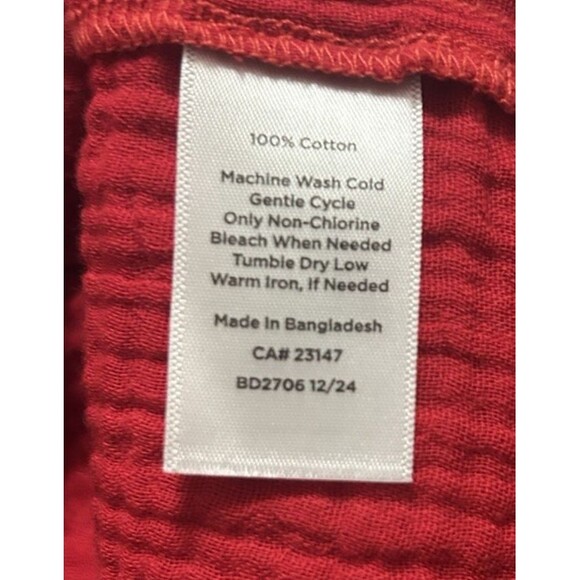 100% Cotton
Machine Wash Cold
Gentle Cycle
Only Non-Chlorine
Bleach When Needed
Tumble Dry Low
Warm Iron, If Needed
Made In Bangladesh
CA# 23147
BD2706 12/24